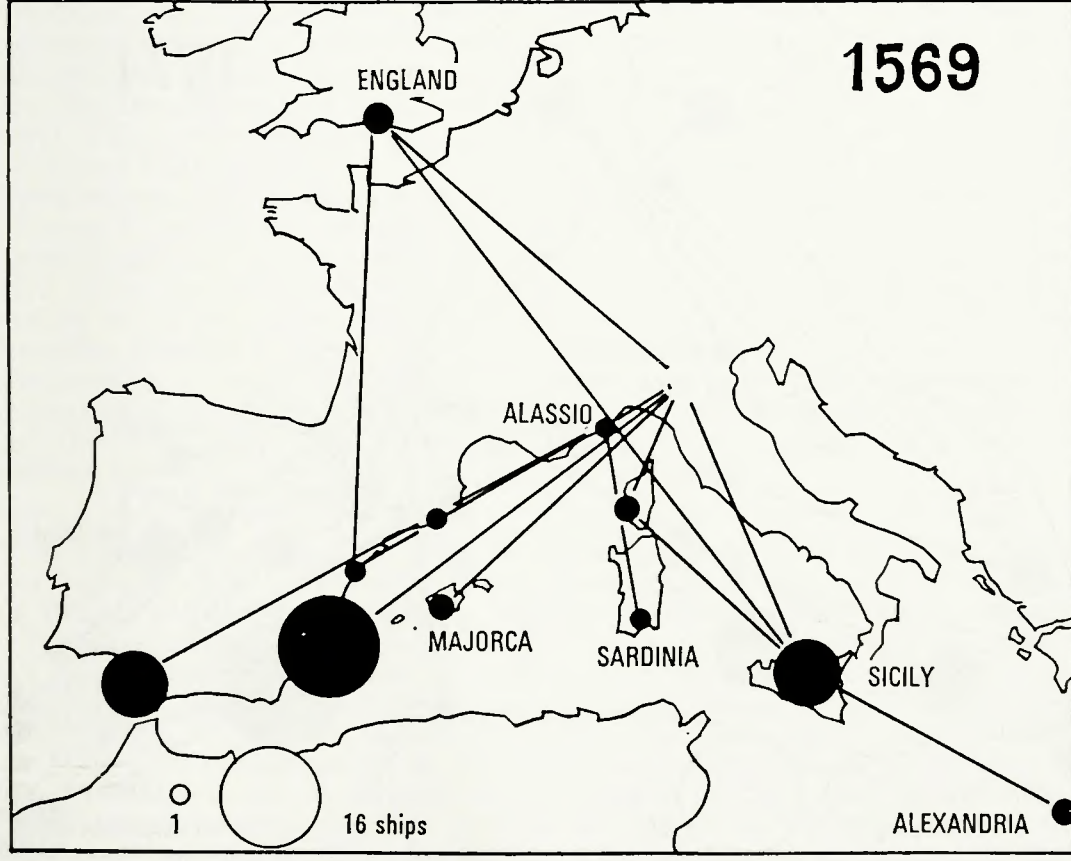 1569
ENGLAND
ALASSIO
MAJORCA
SARDINIA
SICILY
ALEXANDRIA
1
16 ships